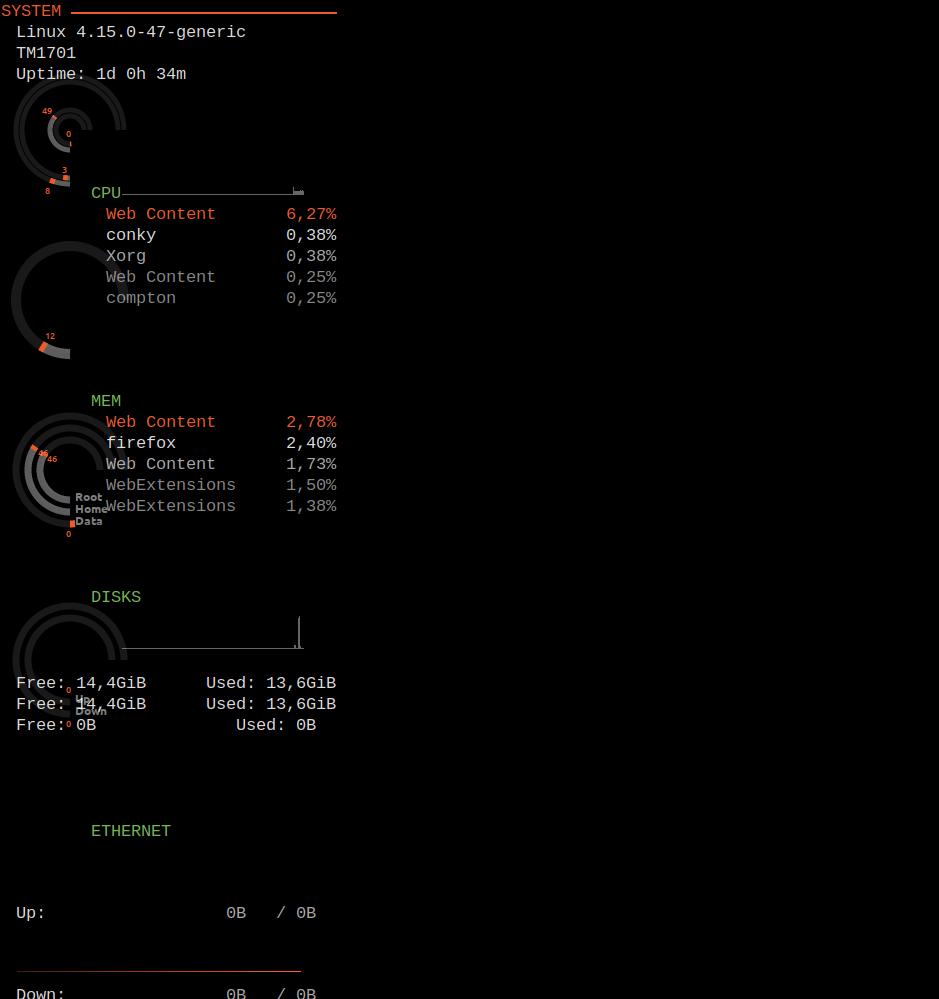 SYSTEM
Linux 4.15.0-47-generic
TM1701
Uptime: 1d 0h 34m
49
0
3
8
CPU
Web Content 6,27%
conky 0,38%
Xorg 0,38%
Web Content 0,25%
compton 0,25%
12
MEM
Web Content 2,78%
firefox 2,40%
Web Content 1,73%
46
WebExtensions 1,50%
Root
WebExtensions 1,38%
Home
Data
0
DISKS
Free: 14,4GiB Used: 13,6GiB
0
Up
Free: 14,4GiB Used: 13,6GiB
Down
Free: 0B Used: 0B
0
ETHERNET
Up: 0B / 0B
Down: 0B / 0B